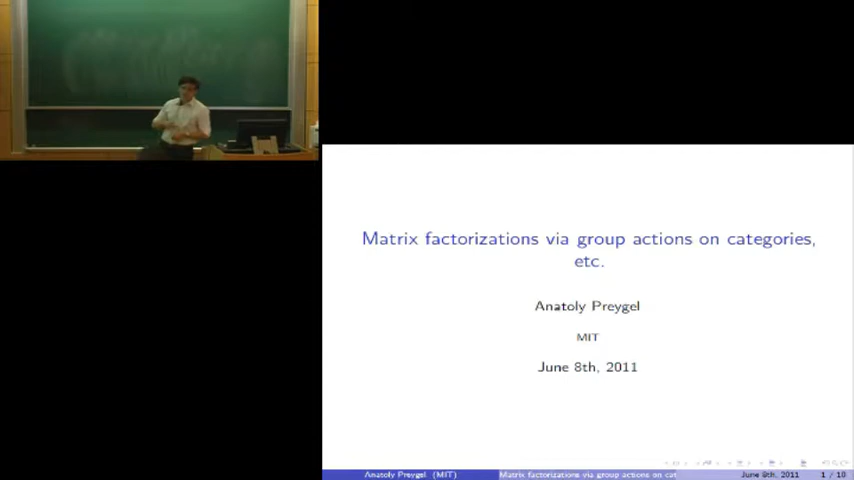 Matrix factorizations via group actions on categories,
etc.
Anatoly Preygel
MIT
June 8th, 2011
Anatoly Preygel (MIT)
Matrix factorizations via group actions on cat
June 8th, 2011
1 / 10